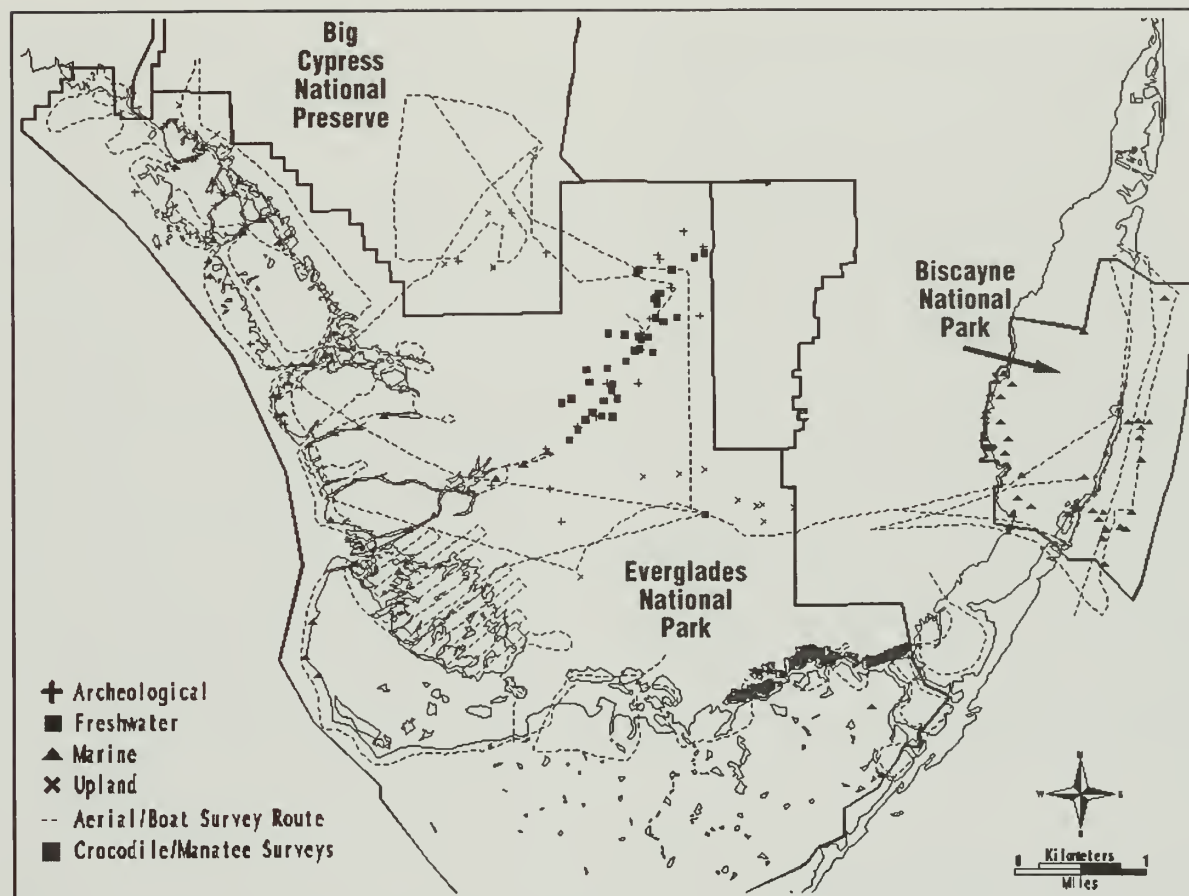 Big
Cypress
National
Preserve
Biscayne
National
Park
Everglades
National
Park
Archeological
Freshwater
Marine
Upland
Aerial/Boat Survey Route
Crocodile/Manatee Surveys
N
W
E
S
0 Kilometers 1
Miles